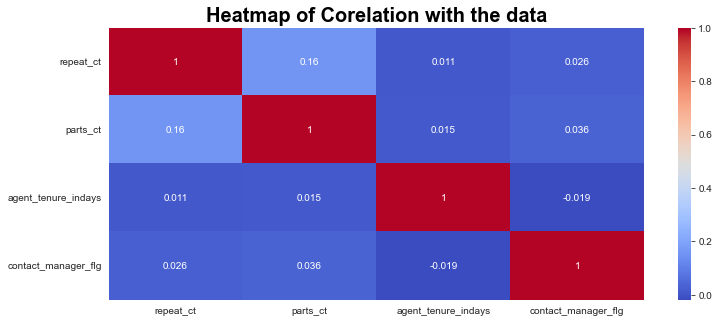 Heatmap of Corelation with the data
repeat_ct 1 0.16 0.011 0.026
parts_ct 0.16 1 0.015 0.036
agent_tenure_indays 0.011 0.015 1 -0.019
contact_manager_flg 0.026 0.036 -0.019 1
repeat_ct parts_ct agent_tenure_indays contact_manager_flg
1.0
0.8
0.6
0.4
0.2
0.0